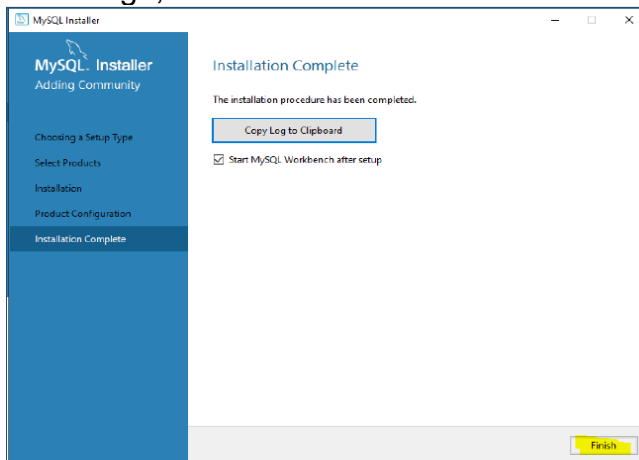 MySQL Installer
MySQL. Installer
Adding Community
Choosing a Setup Type
Select Products
Installation
Product Configuration
Installation Complete
Installation Complete
The installation procedure has been completed.
Copy Log to Clipboard
Start MySQL Workbench after setup
Finish